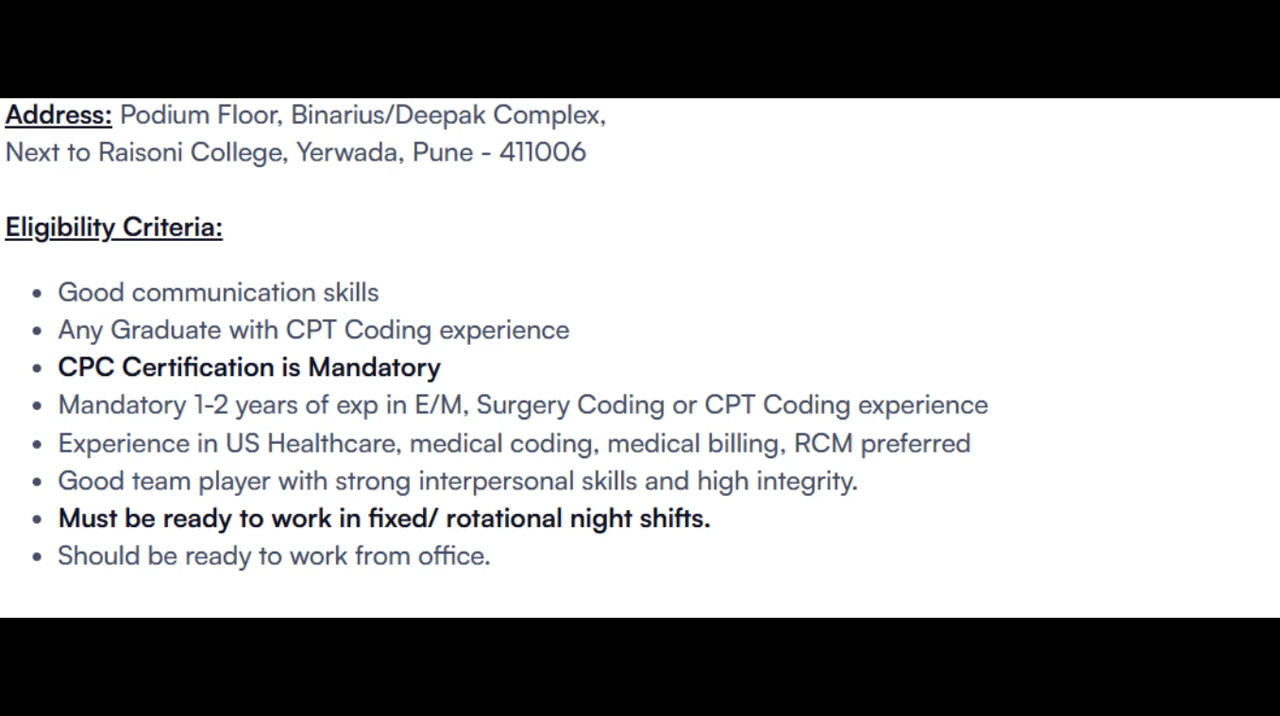 Address: Podium Floor, Binarius/Deepak Complex,
Next to Raisoni College, Yerwada, Pune - 411006
Eligibility Criteria:
• Good communication skills
• Any Graduate with CPT Coding experience
• CPC Certification is Mandatory
• Mandatory 1-2 years of exp in E/M, Surgery Coding or CPT Coding experience
• Experience in US Healthcare, medical coding, medical billing, RCM preferred
• Good team player with strong interpersonal skills and high integrity.
• Must be ready to work in fixed/ rotational night shifts.
• Should be ready to work from office.